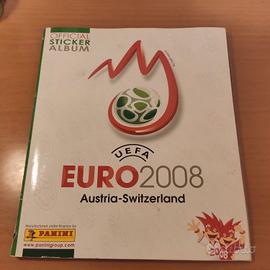 OFFICIAL
STICKER
ALBUM
UEFA
EURO2008
Austria-Switzerland
PANINI
www.paninigroup.com